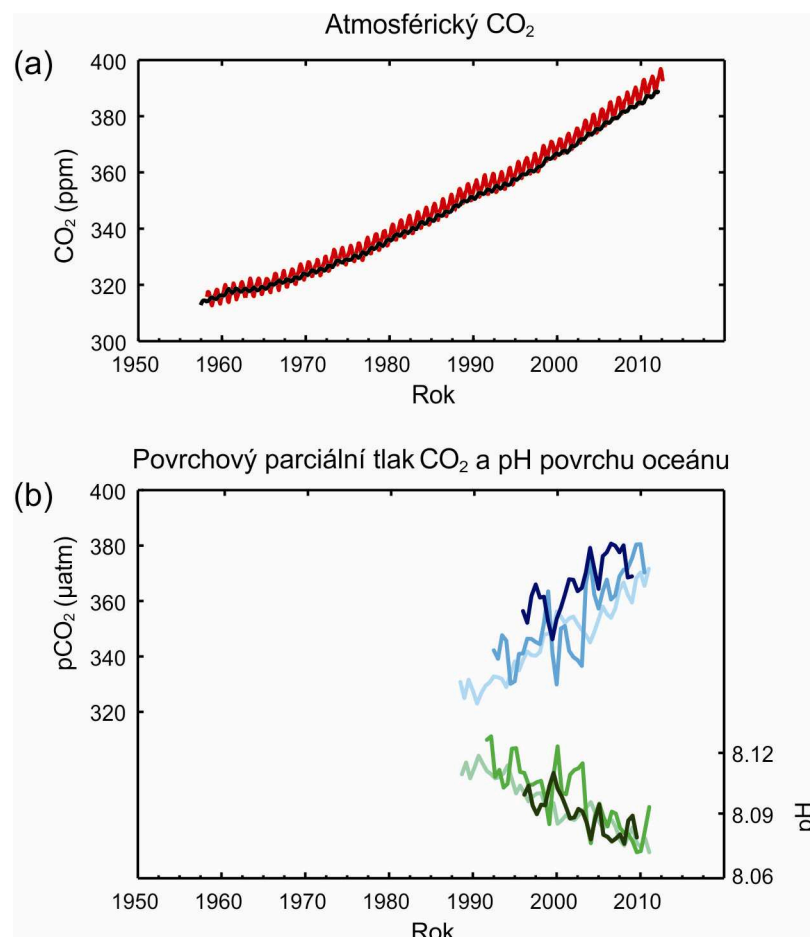 Atmosférický CO₂
(a)
400
380
360
340
320
300
CO₂ (ppm)
1950 1960 1970 1980 1990 2000 2010
Rok
Povrchový parciální tlak CO₂ a pH povrchu oceánu
(b)
400
380
360
340
320
pCO₂ (µatm)
8.12
8.09
8.06
pH
1950 1960 1970 1980 1990 2000 2010
Rok